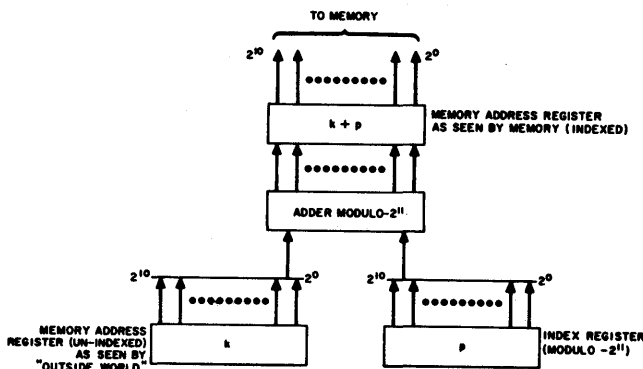 TO MEMORY
2¹⁰ 2⁰
k + p
MEMORY ADDRESS REGISTER
AS SEEN BY MEMORY (INDEXED)
ADDER MODULO-2¹¹
2¹⁰ 2⁰
2¹⁰ 2⁰
MEMORY ADDRESS
REGISTER (UN-INDEXED)
AS SEEN BY
"OUTSIDE WORLD"
k
p
INDEX REGISTER
(MODULO -2¹¹)